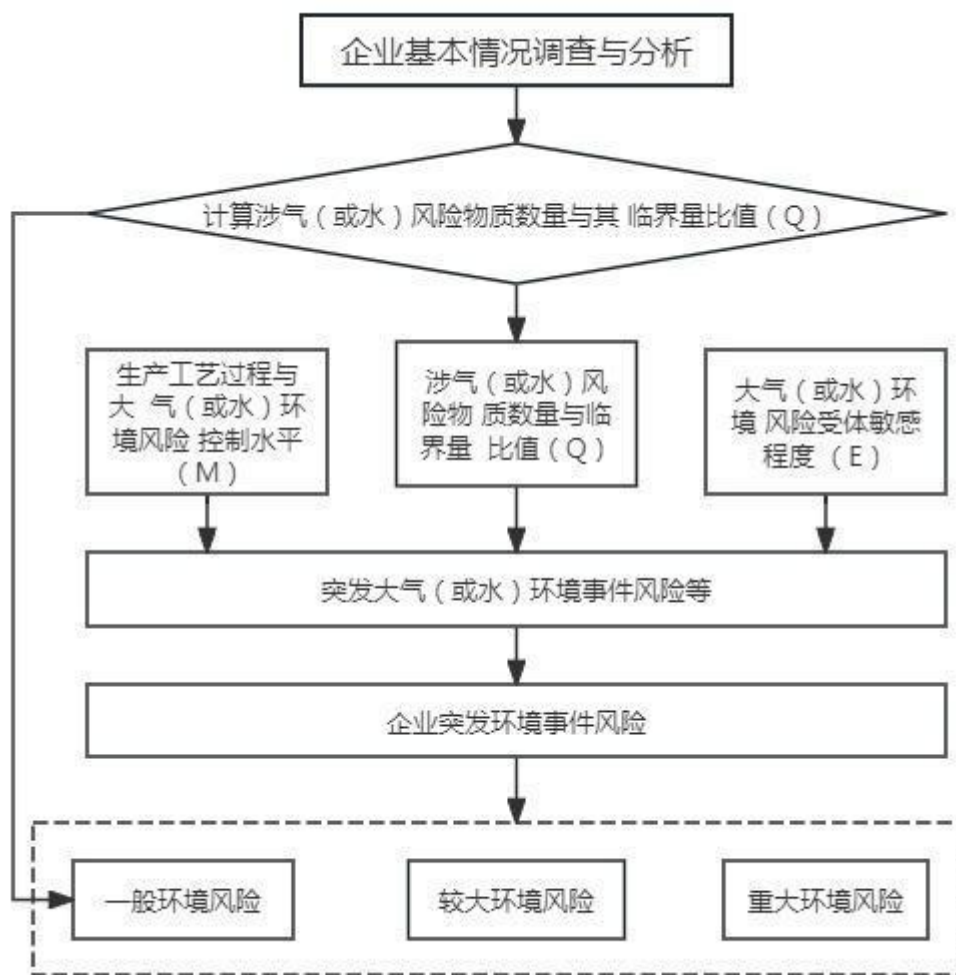 企业基本情况调查与分析
计算涉气（或水）风险物质数量与其 临界量比值（Q）
生产工艺过程与
大 气（或水）环
境风险 控制水平
（M）
涉气（或水）风
险物 质数量与临
界量 比值（Q）
大气（或水）环
境 风险受体敏感
程度 （E）
突发大气（或水）环境事件风险等
企业突发环境事件风险
一般环境风险
较大环境风险
重大环境风险